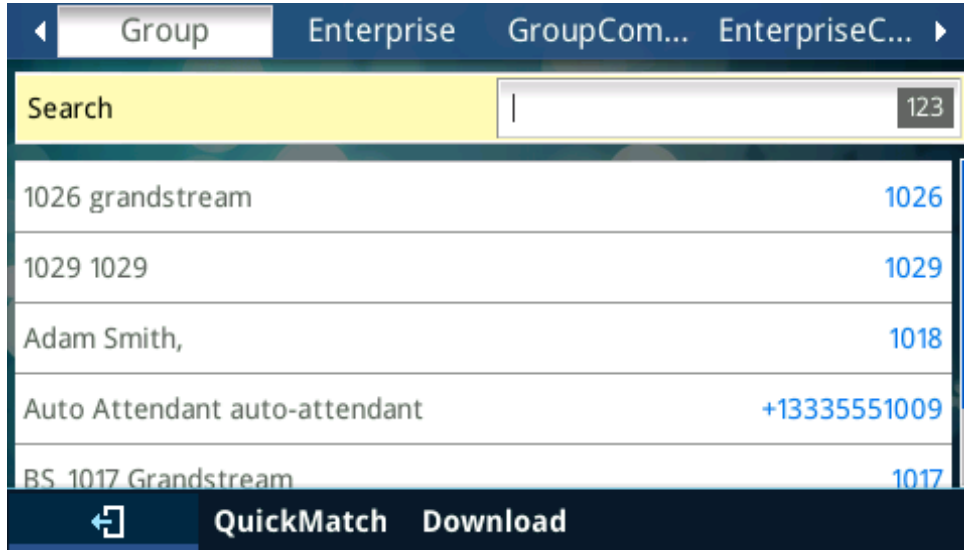 Group Enterprise GroupCom... EnterpriseC...
Search 123
1026 grandstream 1026
1029 1029 1029
Adam Smith, 1018
Auto Attendant auto-attendant +13335551009
BS 1017 Grandstream 1017
QuickMatch Download